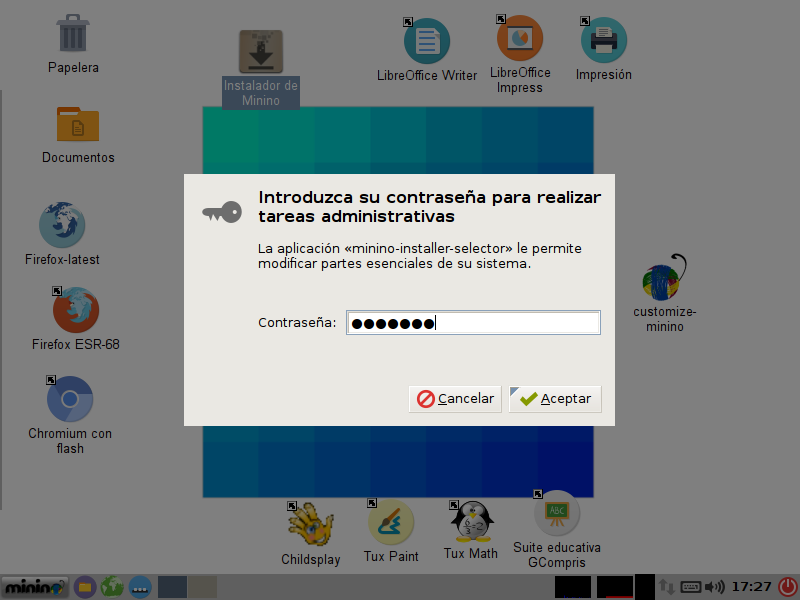 Papelera
Instalador de
Minino
LibreOffice Writer
LibreOffice
Impress
Impresión
Documentos
Introduzca su contraseña para realizar
tareas administrativas
La aplicación «minino-installer-selector» le permite
modificar partes esenciales de su sistema.
Contraseña: ●●●●●●●
Cancelar
Aceptar
Firefox-latest
Firefox ESR-68
customize-
minino
Chromium con
flash
Childsplay
Tux Paint
Tux Math
ABC
Suite educativa
GCompris
minino
17:27